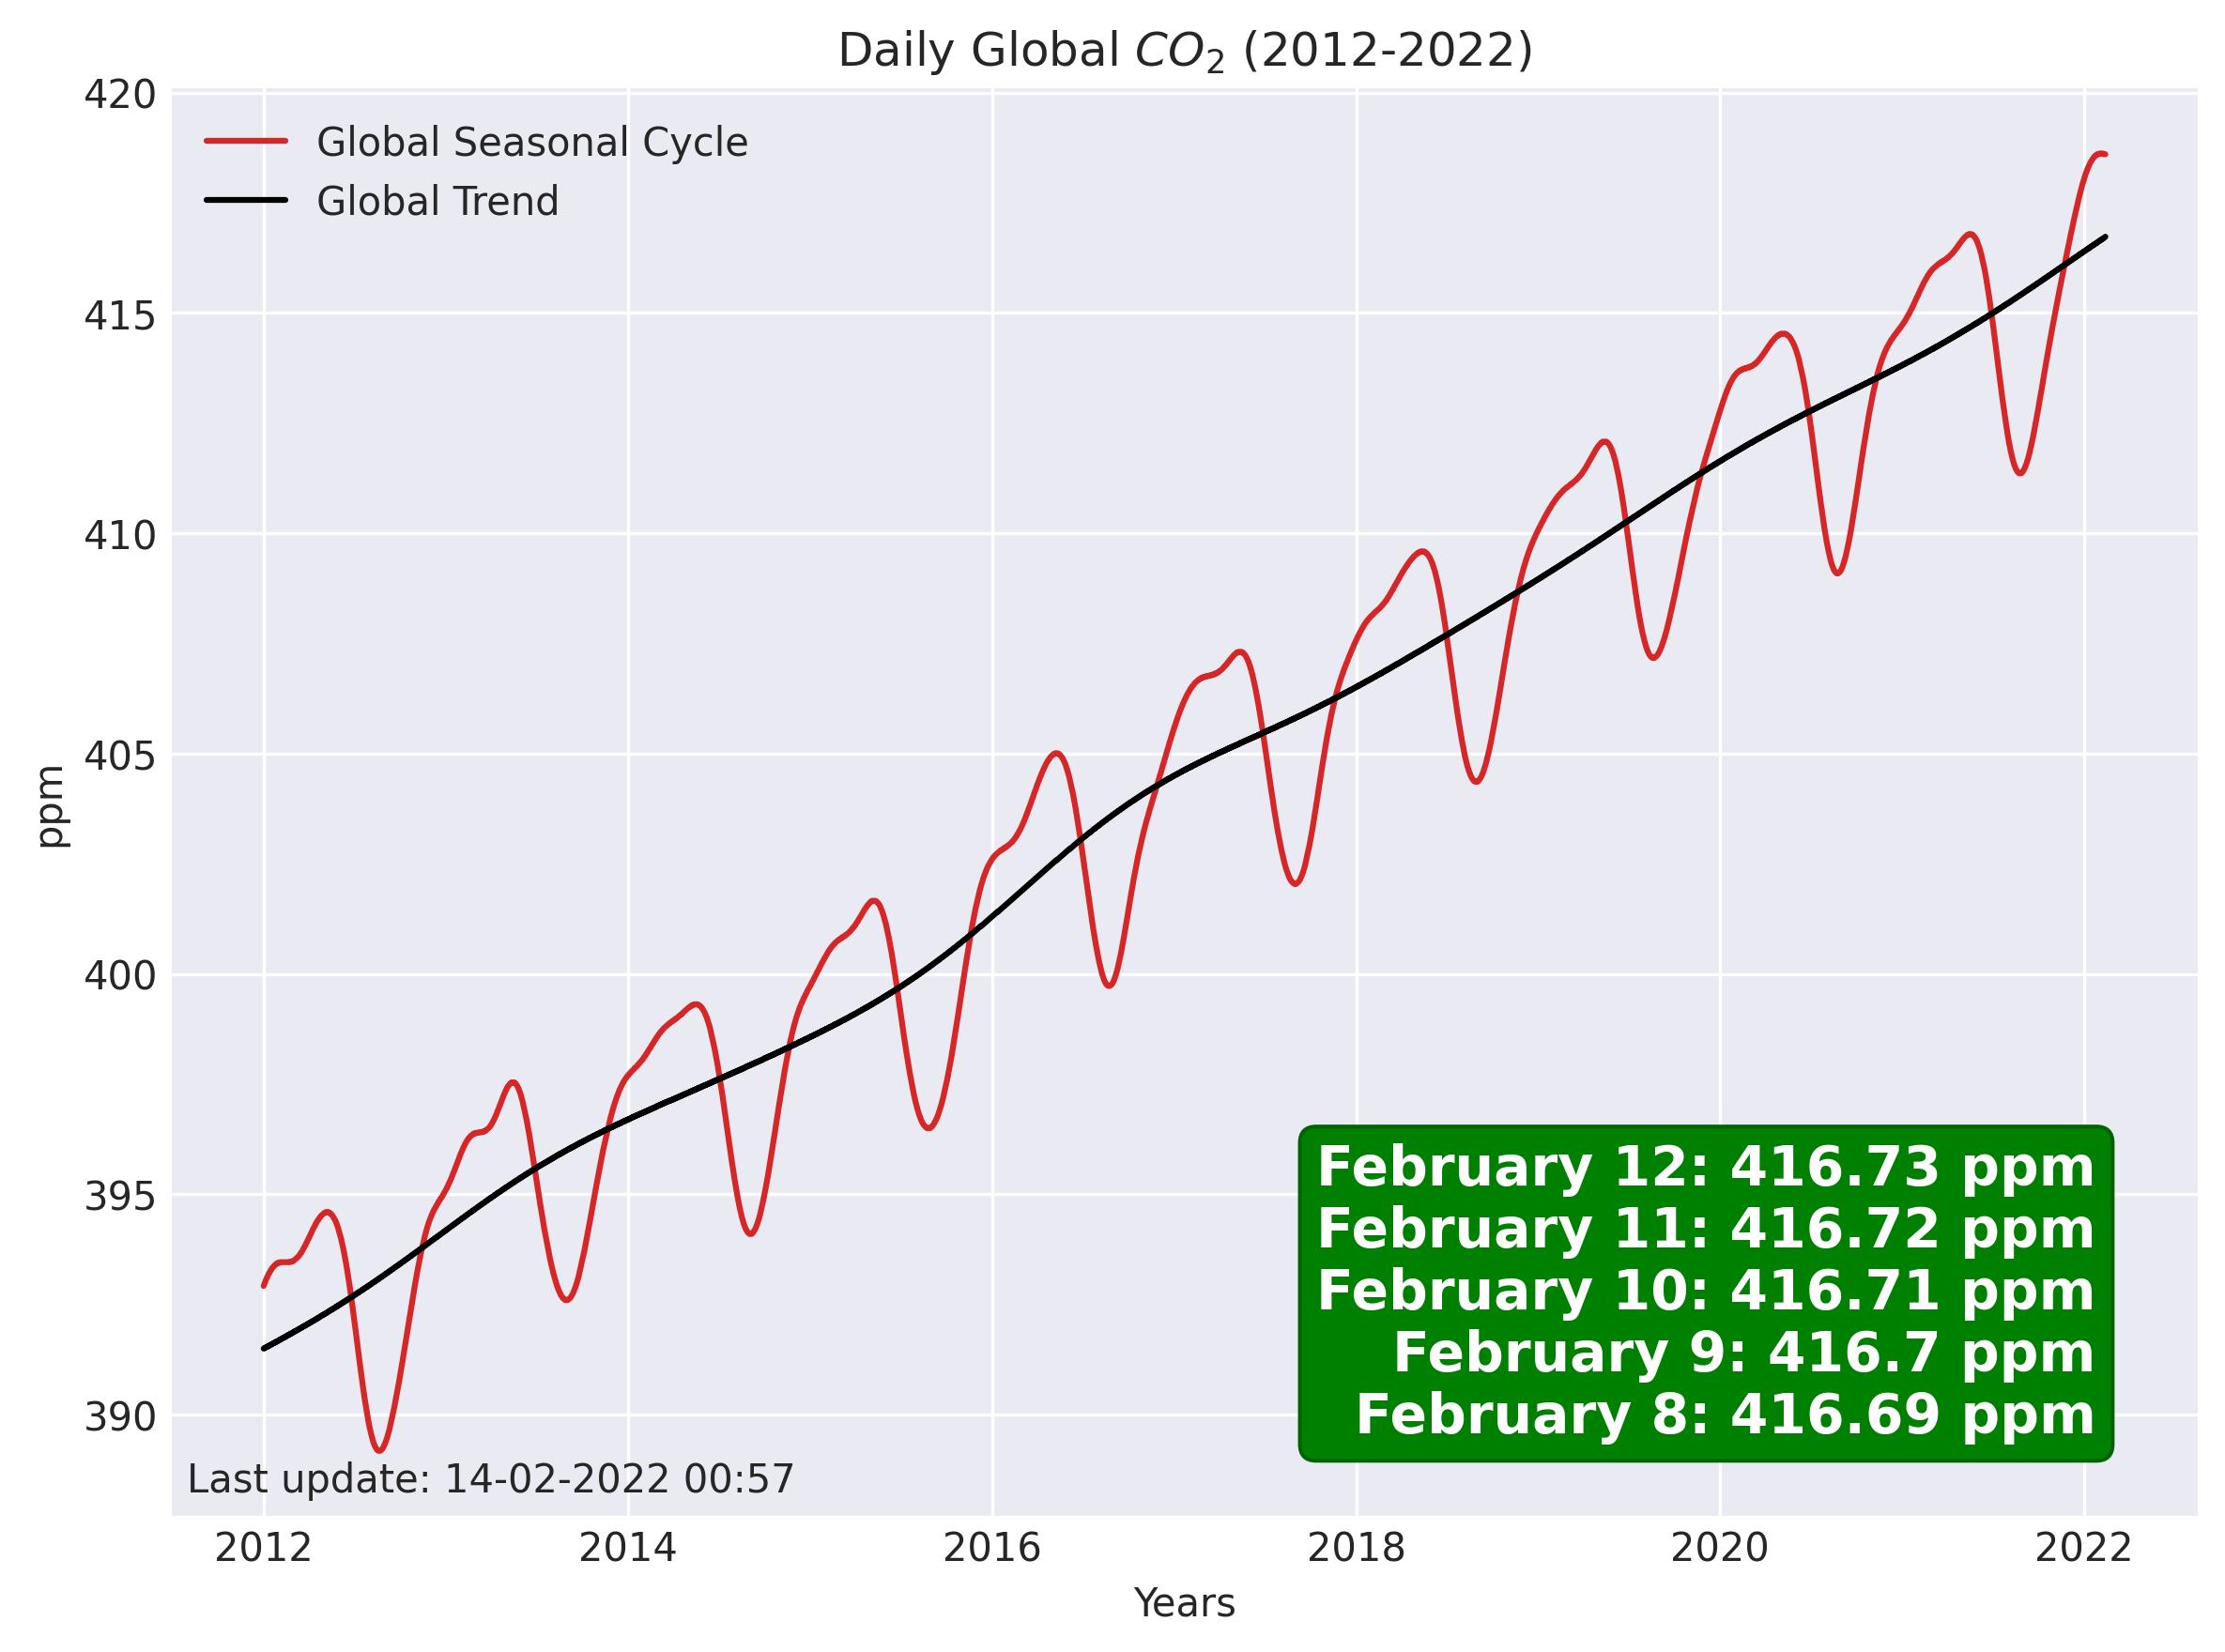 Daily Global CO₂ (2012-2022)
420
415
410
405
400
395
390
ppm
Global Seasonal Cycle
Global Trend
February 12: 416.73 ppm
February 11: 416.72 ppm
February 10: 416.71 ppm
February 9: 416.7 ppm
February 8: 416.69 ppm
Last update: 14-02-2022 00:57
2012 2014 2016 2018 2020 2022
Years